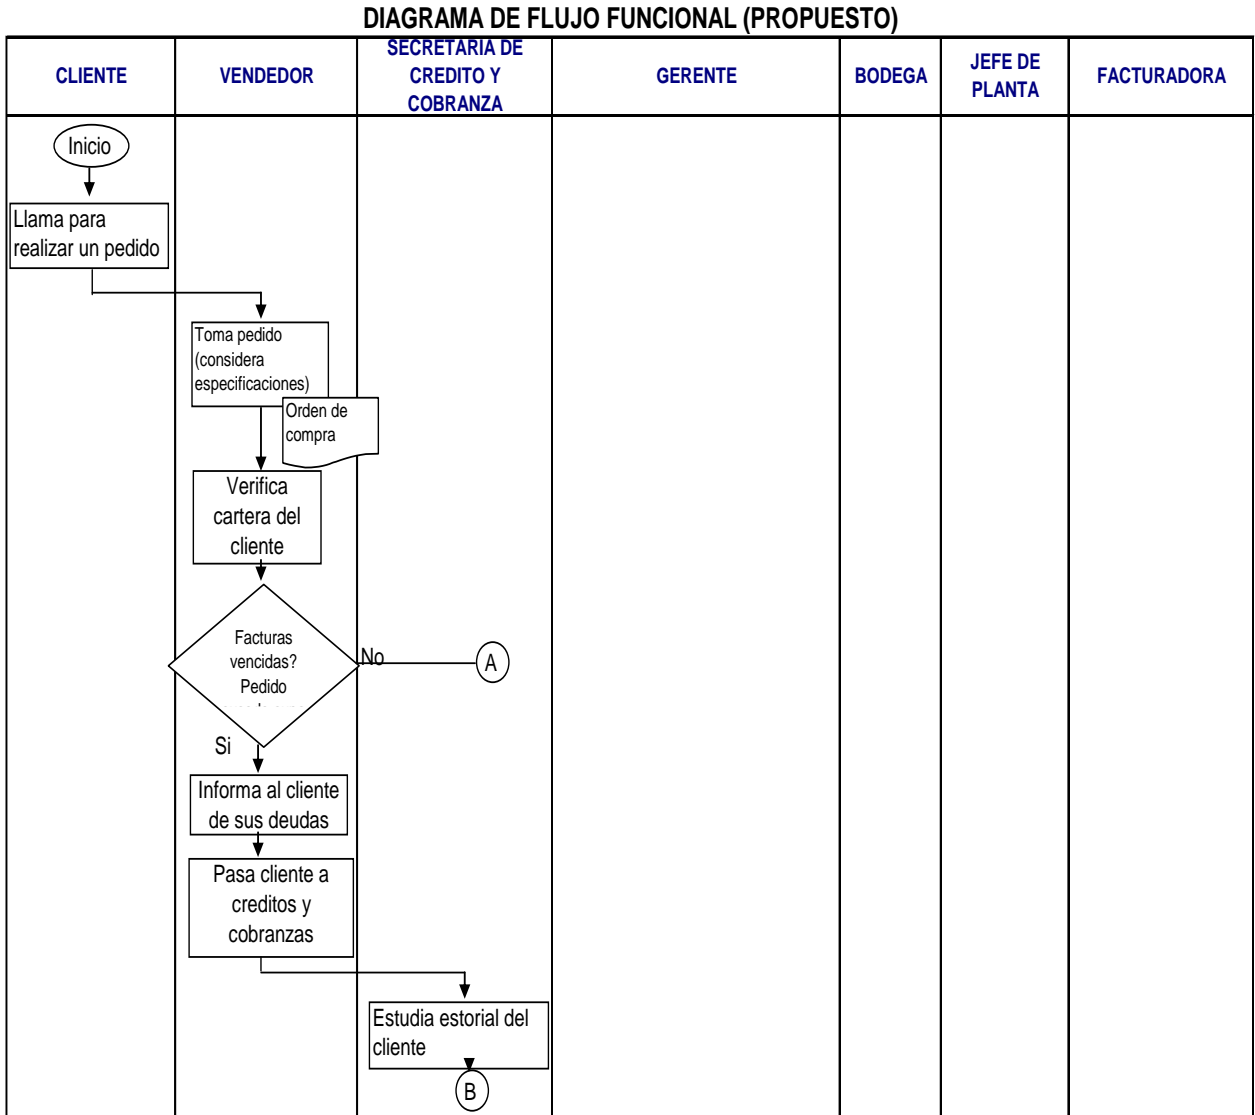 DIAGRAMA DE FLUJO FUNCIONAL (PROPUESTO)
CLIENTE
VENDEDOR
SECRETARIA DE
CREDITO Y
COBRANZA
GERENTE
BODEGA
JEFE DE
PLANTA
FACTURADORA
Inicio
Llama para
realizar un pedido
Toma pedido
(considera
especificaciones)
Orden de
compra
Verifica
cartera del
cliente
Facturas
vencidas?
Pedido
No
A
Si
Informa al cliente
de sus deudas
Pasa cliente a
creditos y
cobranzas
Estudia estorial del
cliente
B